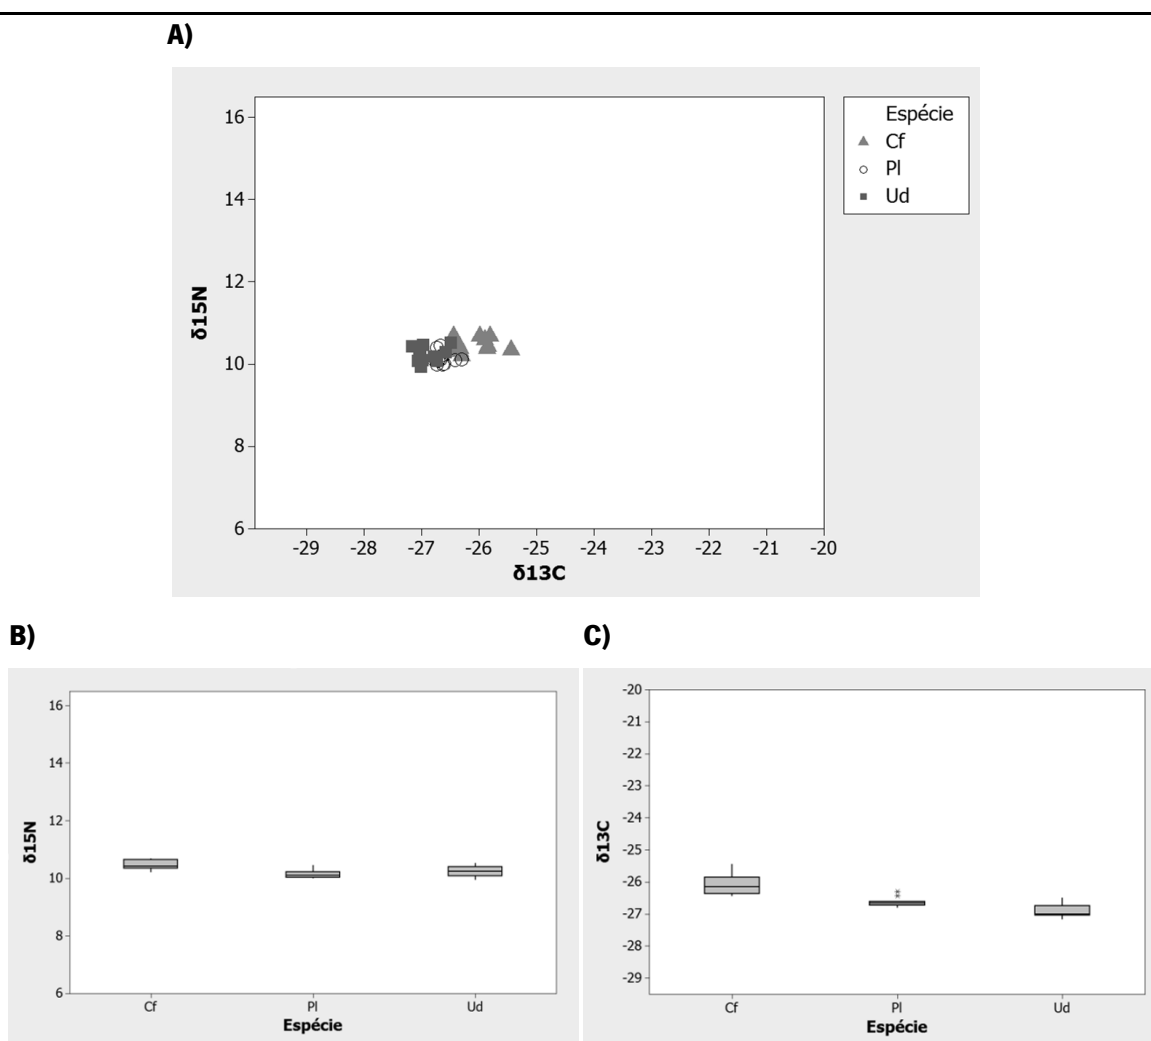 A)
16
14
12
10
8
6
δ15N
-29 -28 -27 -26 -25 -24 -23 -22 -21 -20
δ13C
Espécie
Cf
Pl
Ud
B)
16
14
12
10
8
6
δ15N
Cf Pl Ud
Espécie
C)
-20
-21
-22
-23
-24
-25
-26
-27
-28
-29
δ13C
Cf Pl Ud
Espécie